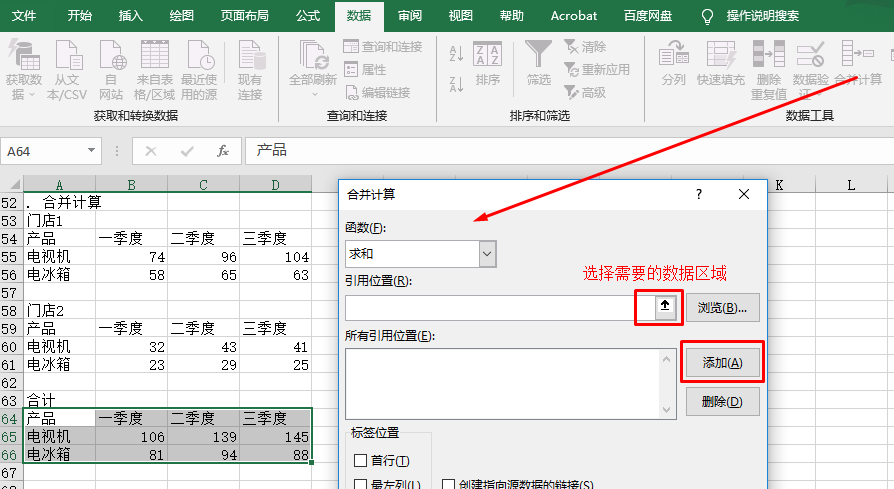 文件 开始 插入 绘图 页面布局 公式 数据 审阅 视图 帮助 Acrobat 百度网盘 操作说明搜索
获取数据 从文本/CSV 自网站 来自表格/区域 最近使用的源 现有连接
获取和转换数据
全部刷新 查询和连接
属性
编辑链接
查询和连接
排序 筛选 清除
重新应用
高级
排序和筛选
分列 快速填充 删除重复值 数据验证 合并计算
数据工具
A64 fx 产品
A B C D K L
52 . 合并计算
53 门店1
54 产品 一季度 二季度 三季度
55 电视机 74 96 104
56 电冰箱 58 65 63
57
58 门店2
59 产品 一季度 二季度 三季度
60 电视机 32 43 41
61 电冰箱 23 29 25
62
63 合计
64 产品 一季度 二季度 三季度
65 电视机 106 139 145
66 电冰箱 81 94 88
67
合并计算 ?
函数(F):
求和
选择需要的数据区域
引用位置(R):
浏览(B)...
所有引用位置(E):
添加(A)
删除(D)
标签位置
首行(T)
最左列(L) 创建指向源数据的链接(S)